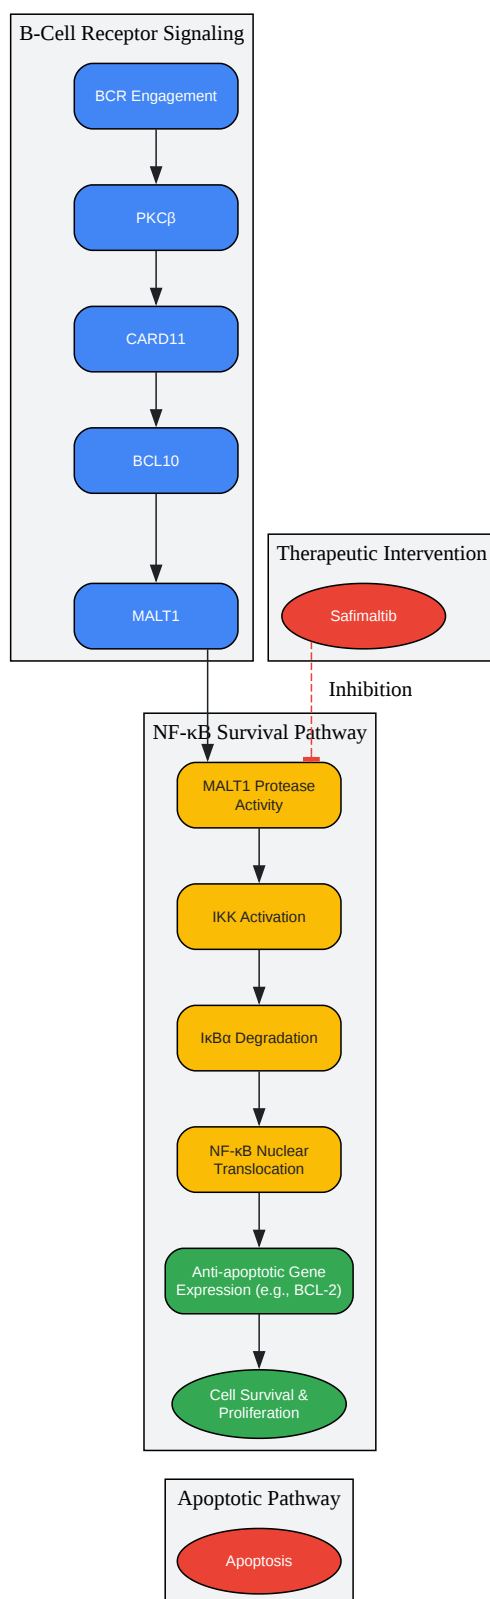 B-Cell Receptor Signaling
BCR Engagement
PKCβ
CARD11
BCL10
MALT1
Therapeutic Intervention
Safimaltib
Inhibition
NF-κB Survival Pathway
MALT1 Protease
Activity
IKK Activation
IκBα Degradation
NF-κB Nuclear
Translocation
Anti-apoptotic Gene
Expression (e.g., BCL-2)
Cell Survival &
Proliferation
Apoptotic Pathway
Apoptosis